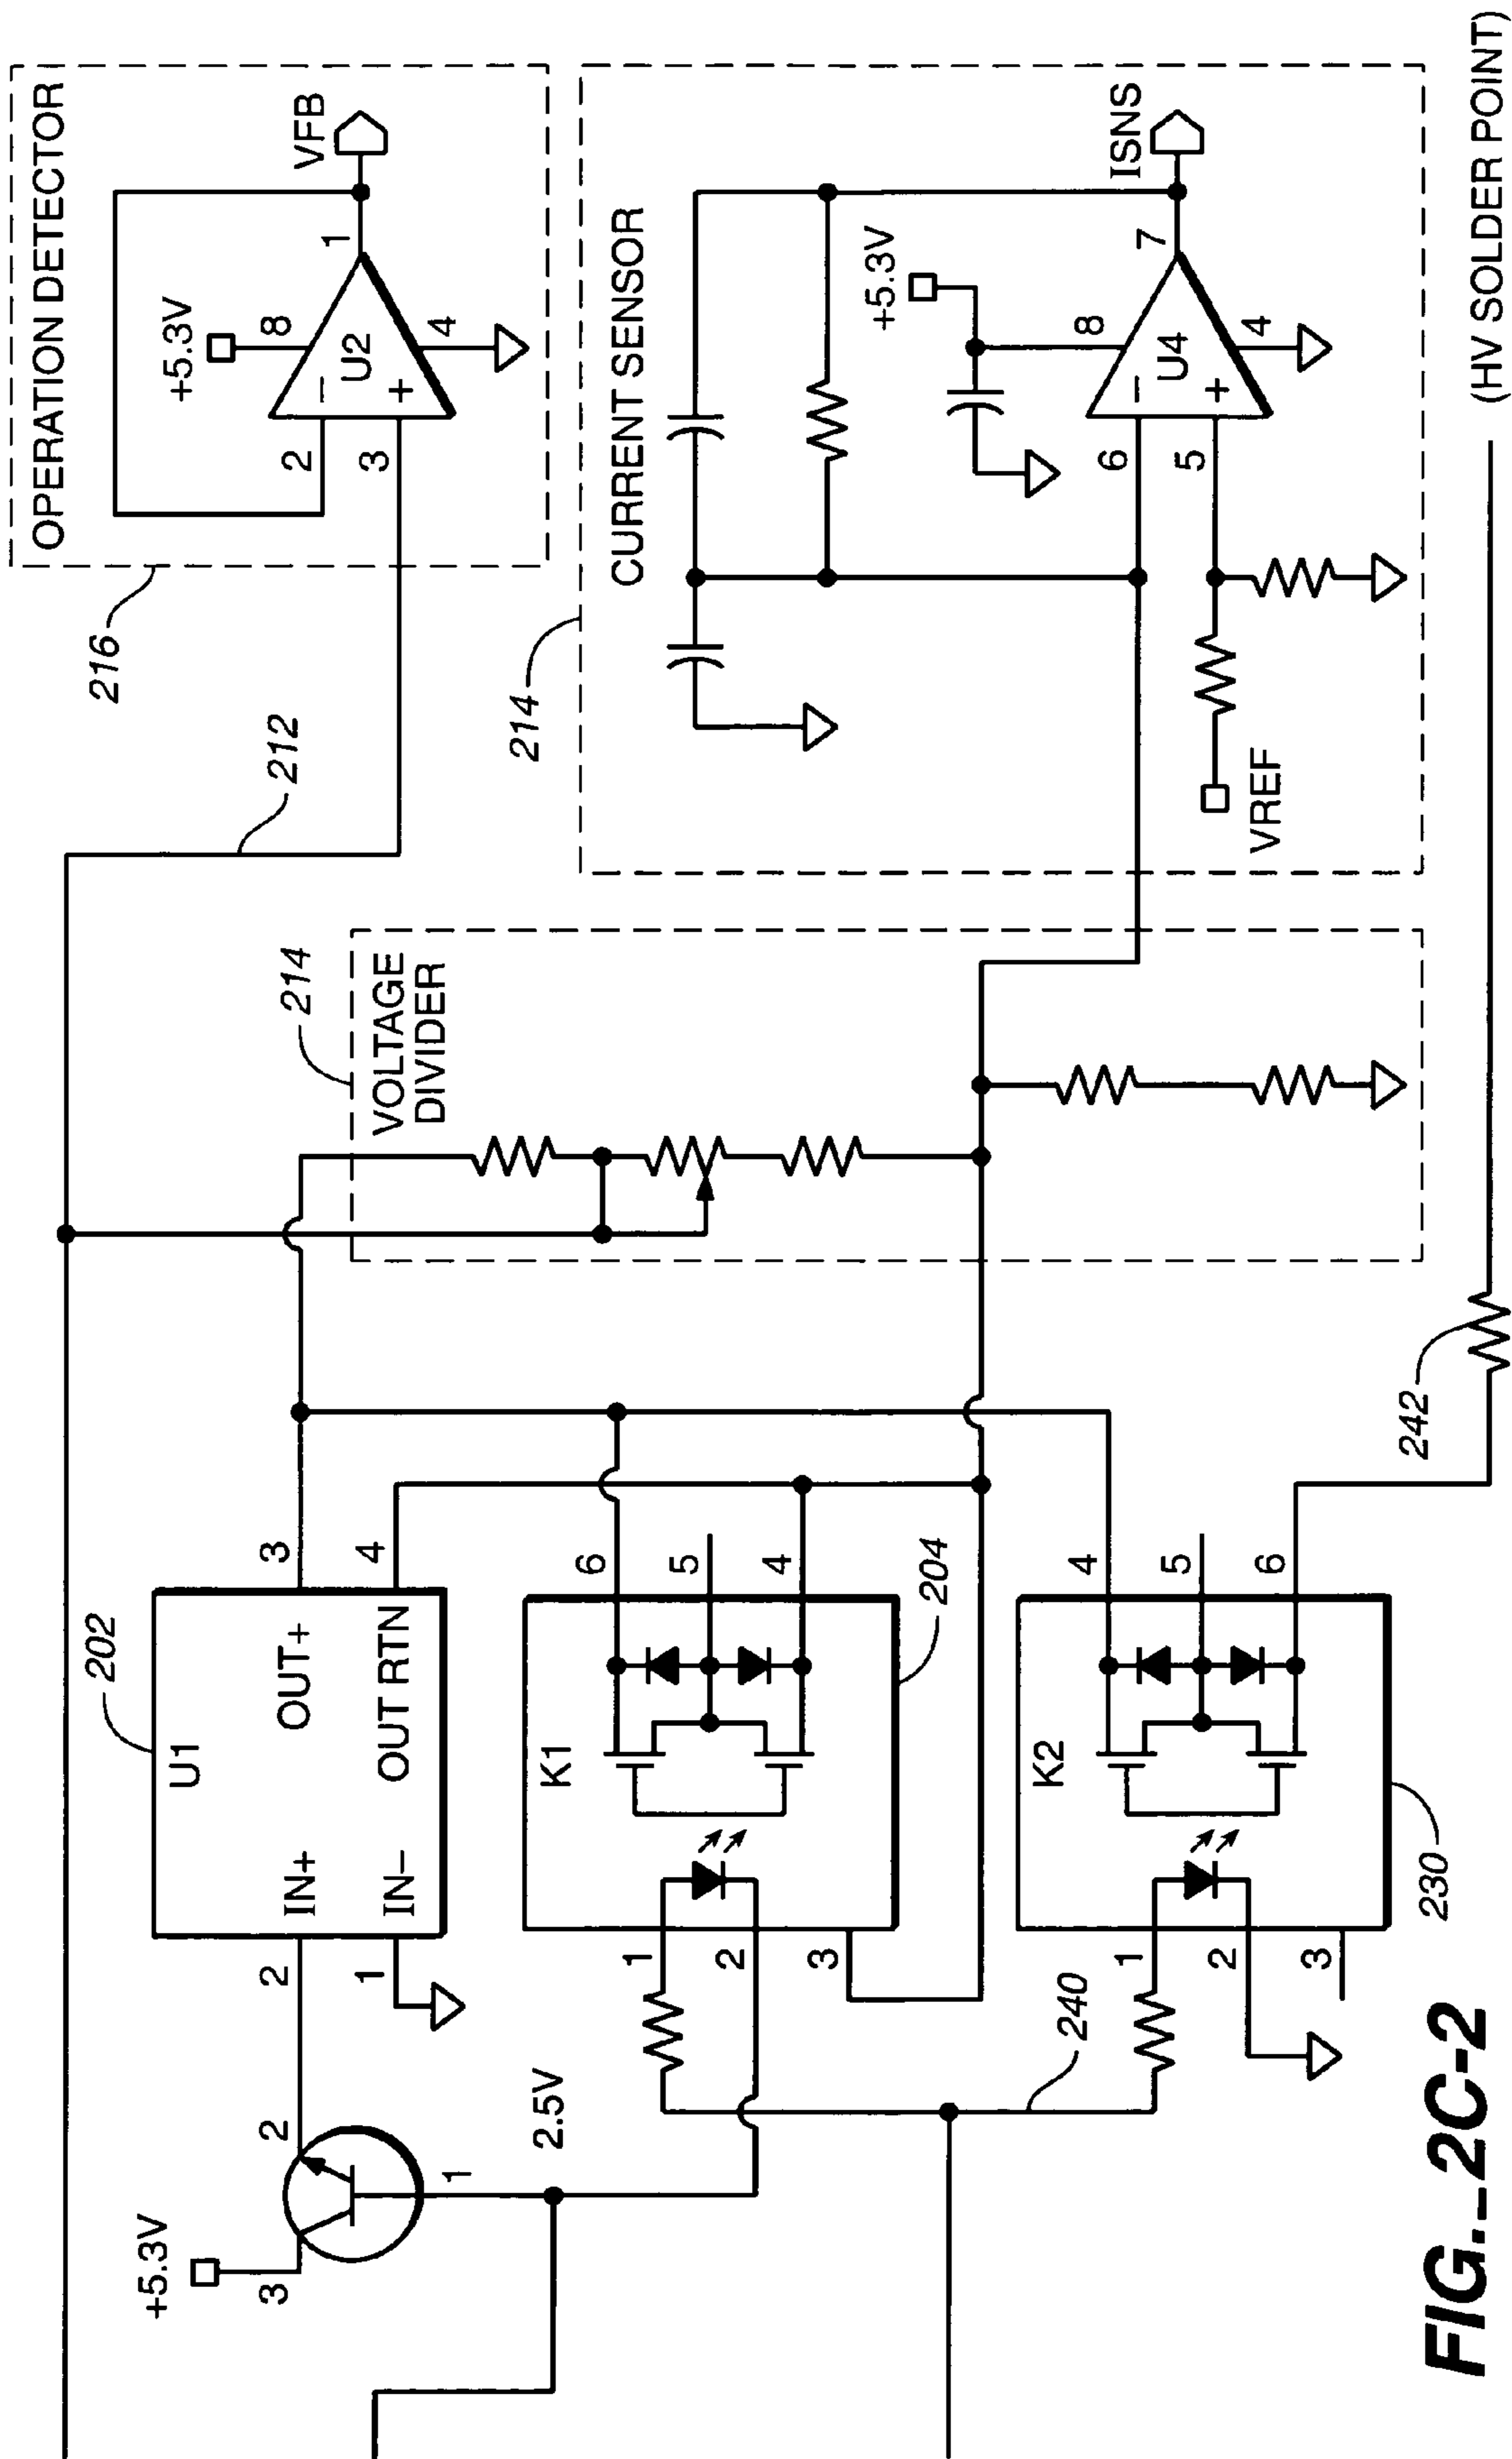 OPERATION DETECTOR
216
+5.3V
8
2
3
U2
−
+
4
1
VFB
212
214
CURRENT SENSOR
+5.3V
8
6
5
U4
−
+
4
7
ISNS
VREF
214
VOLTAGE
DIVIDER
202
U1
IN+
IN−
OUT+
OUT RTN
2
1
3
4
+5.3V
3
2
1
2.5V
K1
1
2
3
6
5
4
204
240
K2
1
2
3
4
5
6
230
242
(HV SOLDER POINT)
FIG._2C-2